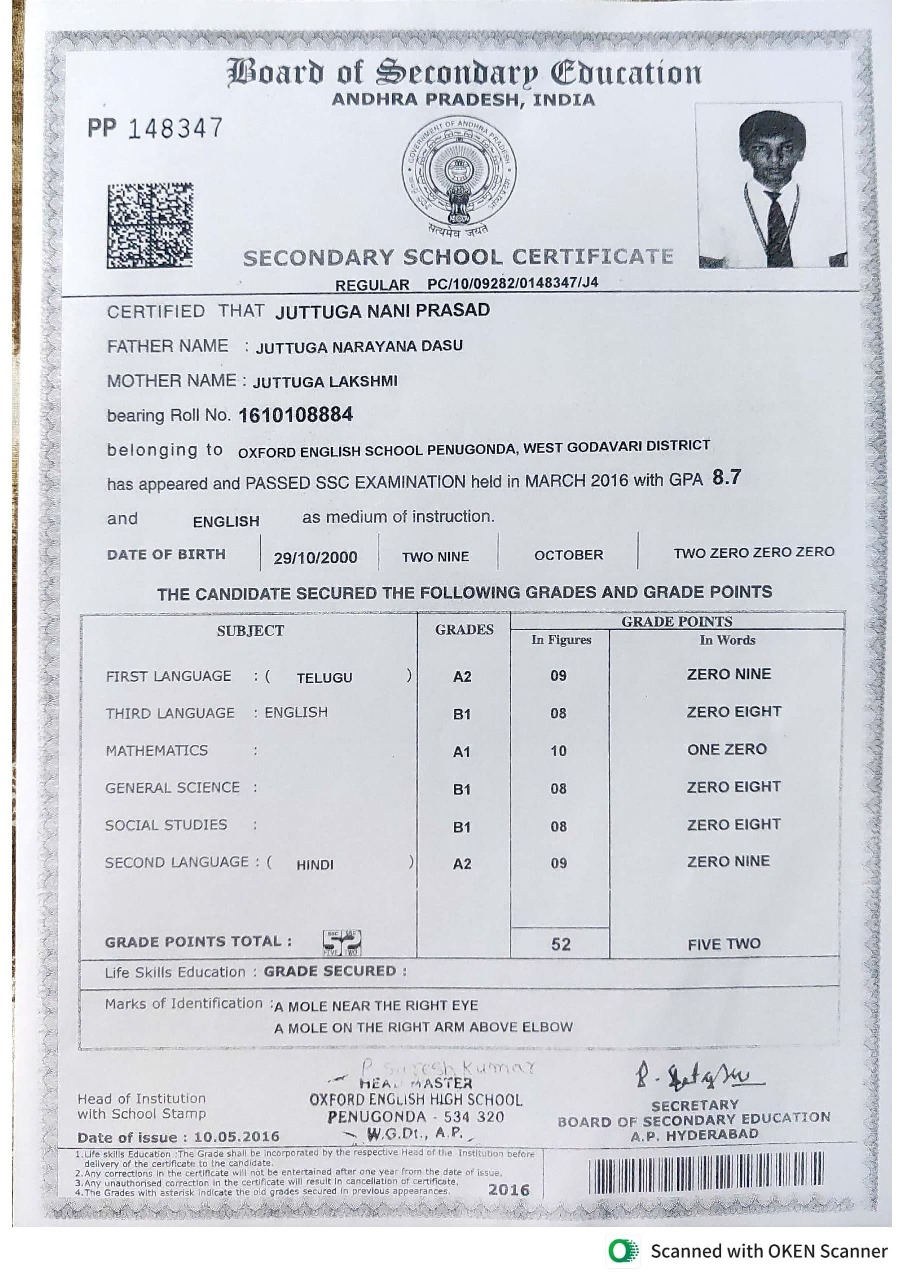 Board of Secondary Education
ANDHRA PRADESH, INDIA
PP 148347
GOVERNMENT OF ANDHRA PRADESH
सत्यमेव जयते
SECONDARY SCHOOL CERTIFICATE
REGULAR PC/10/09282/0148347/J4
CERTIFIED THAT JUTTUGA NANI PRASAD
FATHER NAME : JUTTUGA NARAYANA DASU
MOTHER NAME : JUTTUGA LAKSHMI
bearing Roll No. 1610108884
belonging to OXFORD ENGLISH SCHOOL PENUGONDA, WEST GODAVARI DISTRICT
has appeared and PASSED SSC EXAMINATION held in MARCH 2016 with GPA 8.7
and ENGLISH as medium of instruction.
DATE OF BIRTH 29/10/2000 TWO NINE OCTOBER TWO ZERO ZERO ZERO
THE CANDIDATE SECURED THE FOLLOWING GRADES AND GRADE POINTS
SUBJECT GRADES GRADE POINTS
In Figures In Words
FIRST LANGUAGE : ( TELUGU ) A2 09 ZERO NINE
THIRD LANGUAGE : ENGLISH B1 08 ZERO EIGHT
MATHEMATICS : A1 10 ONE ZERO
GENERAL SCIENCE : B1 08 ZERO EIGHT
SOCIAL STUDIES : B1 08 ZERO EIGHT
SECOND LANGUAGE : ( HINDI ) A2 09 ZERO NINE
GRADE POINTS TOTAL : 52 FIVE TWO
Life Skills Education : GRADE SECURED :
Marks of Identification : A MOLE NEAR THE RIGHT EYE
A MOLE ON THE RIGHT ARM ABOVE ELBOW
P Suresh Kumar
HEAD MASTER
Head of Institution OXFORD ENGLISH HIGH SCHOOL
with School Stamp PENUGONDA - 534 320
Date of issue : 10.05.2016 W.G.Dt., A.P.
SECRETARY
BOARD OF SECONDARY EDUCATION
A.P. HYDERABAD
1.Life skills Education :The Grade shall be incorporated by the respective Head of the Institution before
delivery of the certificate to the candidate.
2.Any corrections in the certificate will not be entertained after one year from the date of issue.
3.Any unauthorised correction in the certificate will result in cancellation of certificate.
4.The Grades with asterisk indicate the old grades secured in previous appearances. 2016
Scanned with OKEN Scanner